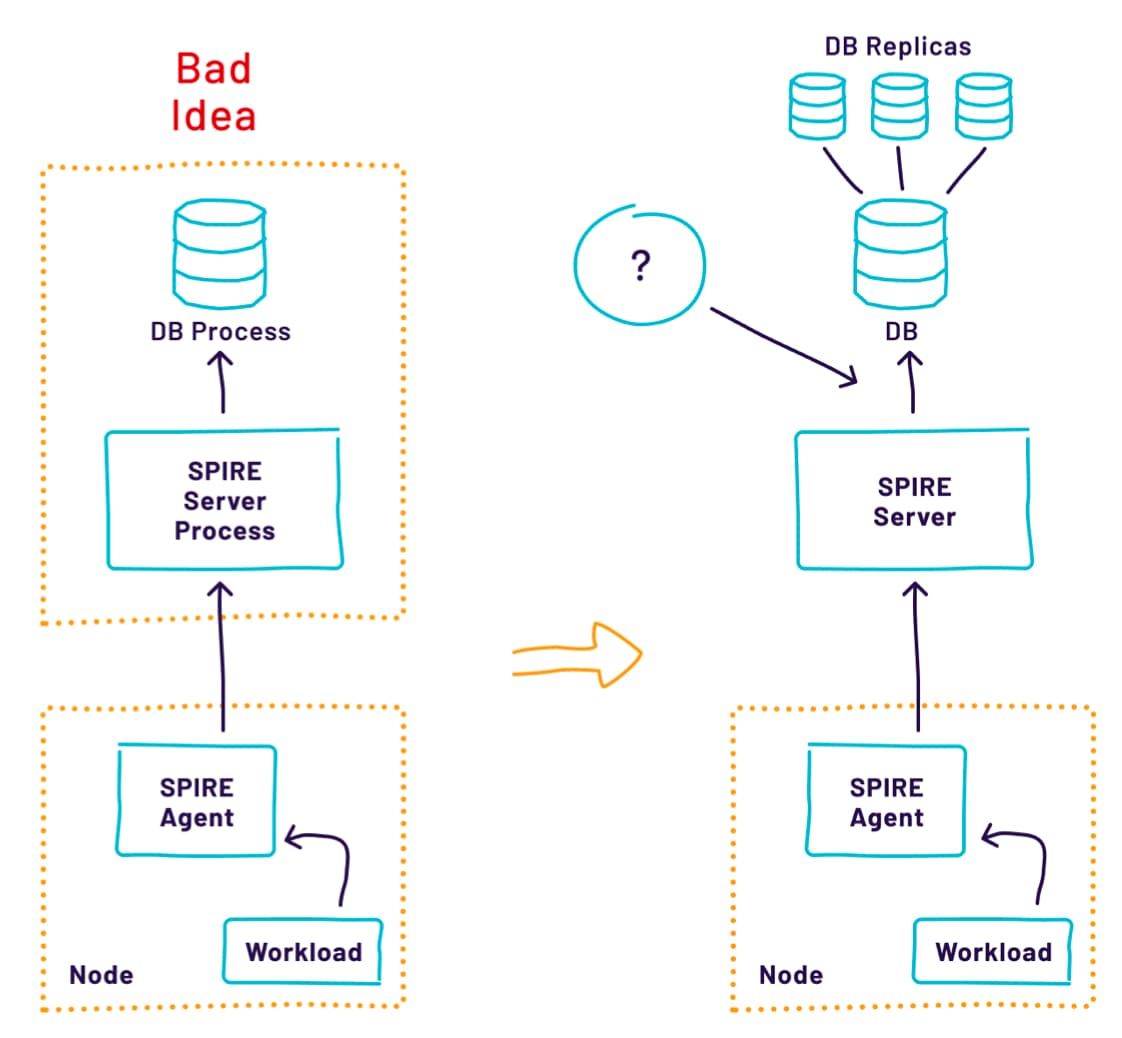 Bad
Idea
DB Process
SPIRE
Server
Process
SPIRE
Agent
Workload
Node
DB Replicas
?
DB
SPIRE
Server
SPIRE
Agent
Workload
Node